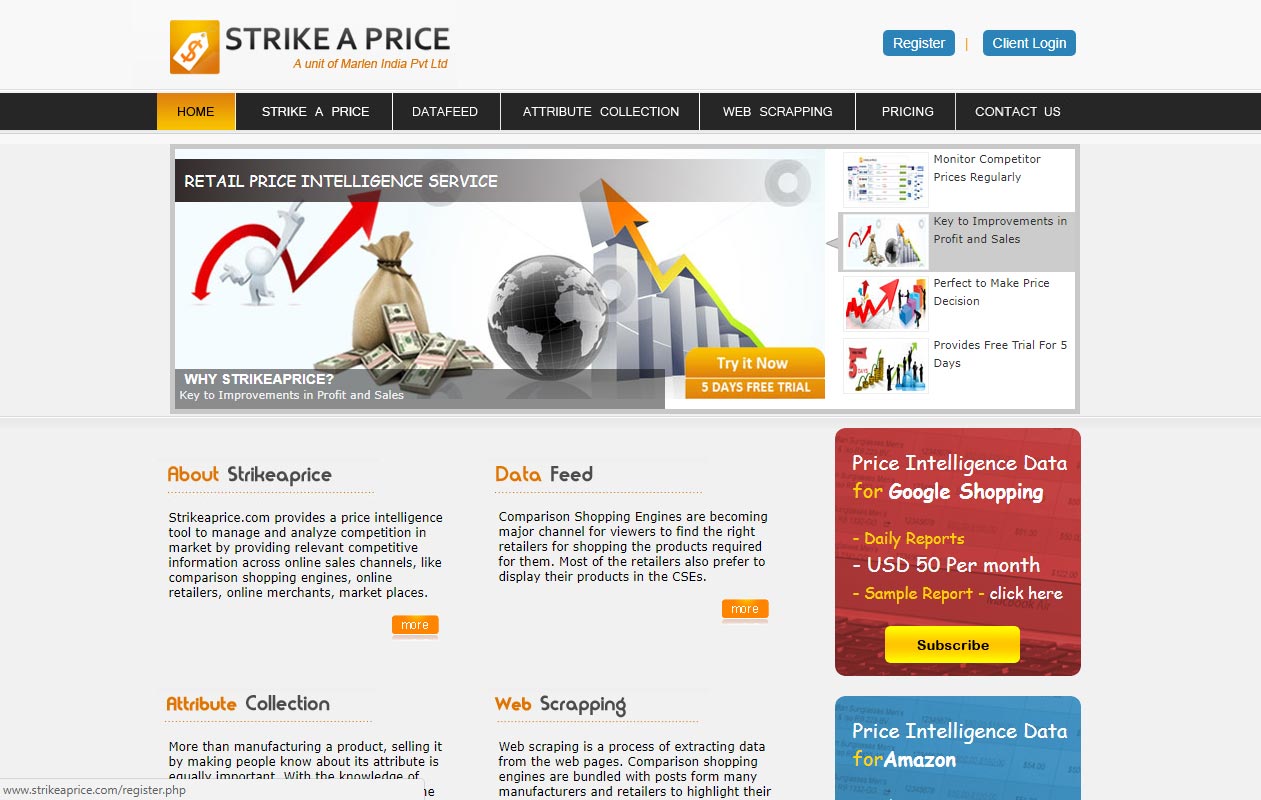 STRIKE A PRICE
A unit of Marlen India Pvt Ltd
Register | Client Login
HOME
STRIKE A PRICE
DATAFEED
ATTRIBUTE COLLECTION
WEB SCRAPPING
PRICING
CONTACT US
RETAIL PRICE INTELLIGENCE SERVICE
Try it Now
5 DAYS FREE TRIAL
WHY STRIKEAPRICE?
Key to Improvements in Profit and Sales
Monitor Competitor
Prices Regularly
Key to Improvements in
Profit and Sales
Perfect to Make Price
Decision
Provides Free Trial For 5
Days
About Strikeaprice
Strikeaprice.com provides a price intelligence
tool to manage and analyze competition in
market by providing relevant competitive
information across online sales channels, like
comparison shopping engines, online
retailers, online merchants, market places.
more
Data Feed
Comparison Shopping Engines are becoming
major channel for viewers to find the right
retailers for shopping the products required
for them. Most of the retailers also prefer to
display their products in the CSEs.
more
Price Intelligence Data
for Google Shopping
- Daily Reports
- USD 50 Per month
- Sample Report - click here
Subscribe
Attribute Collection
More than manufacturing a product, selling it
by making people know about its attribute is
equally important. With the knowledge of
Web Scrapping
Web scraping is a process of extracting data
from the web pages. Comparison shopping
engines are bundled with posts form many
manufacturers and retailers to highlight their
Price Intelligence Data
forAmazon
www.strikeaprice.com/register.php